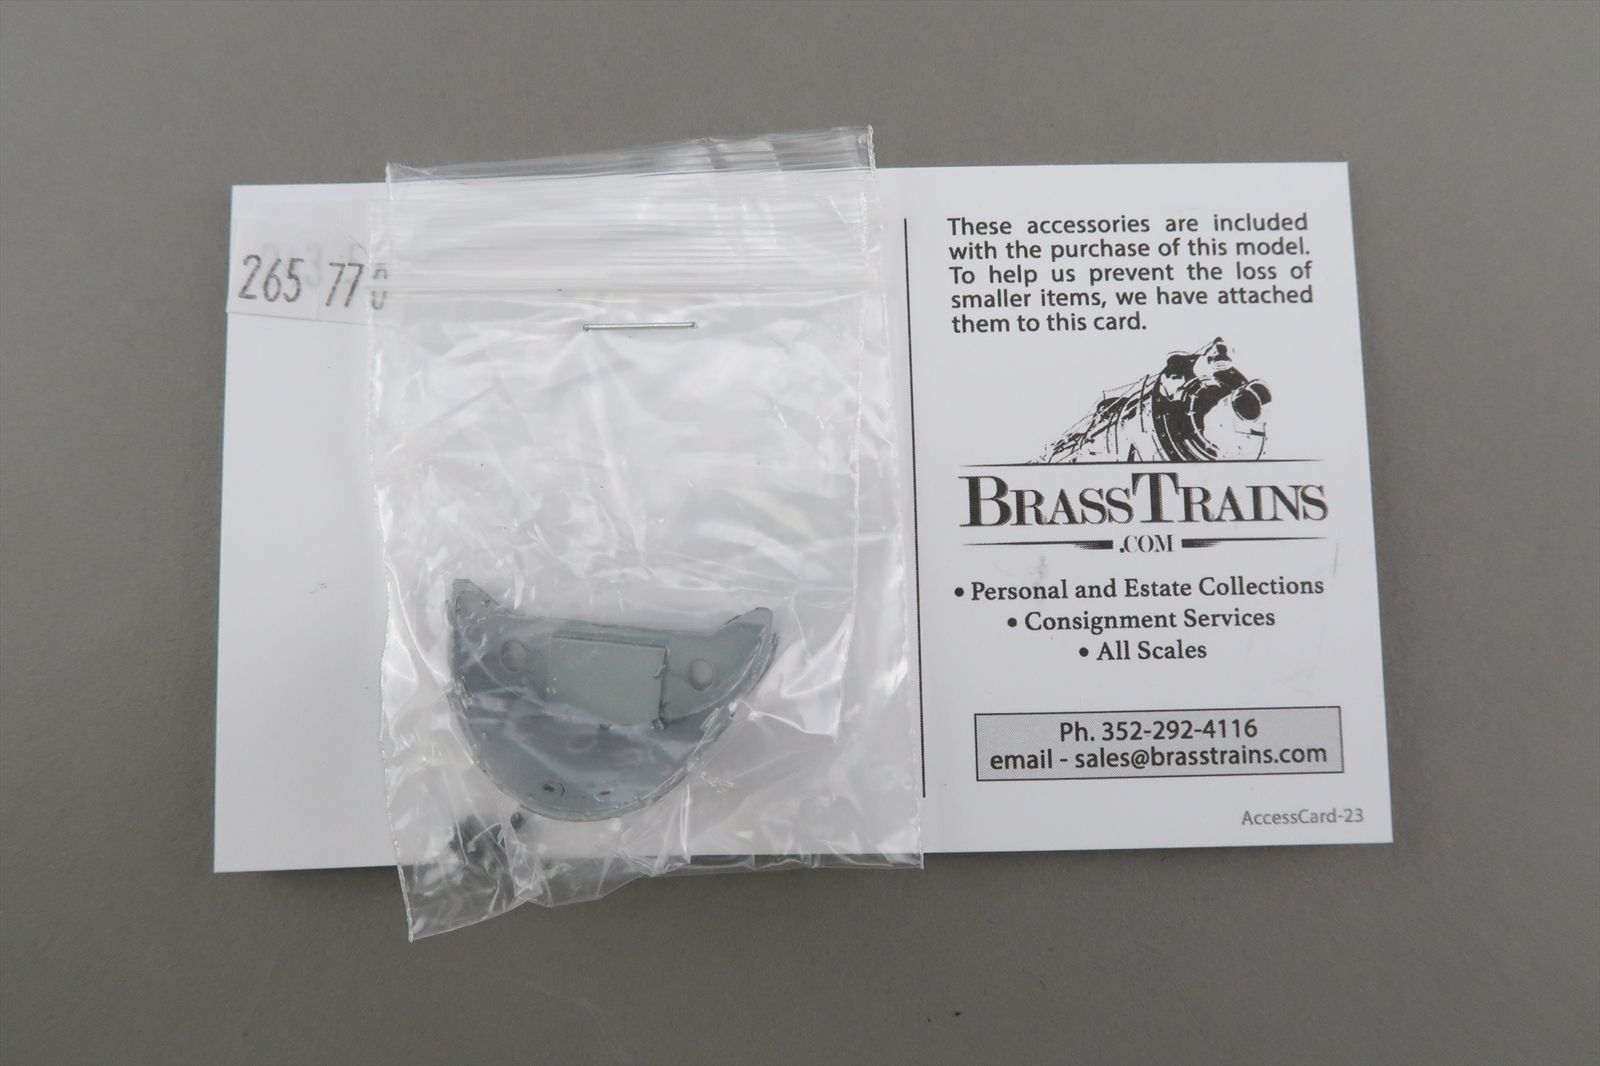 265 770
These accessories are included
with the purchase of this model.
To help us prevent the loss of
smaller items, we have attached
them to this card.
BRASSTRAINS
.COM
• Personal and Estate Collections
• Consignment Services
• All Scales
Ph. 352-292-4116
email - sales@brasstrains.com
AccessCard-23